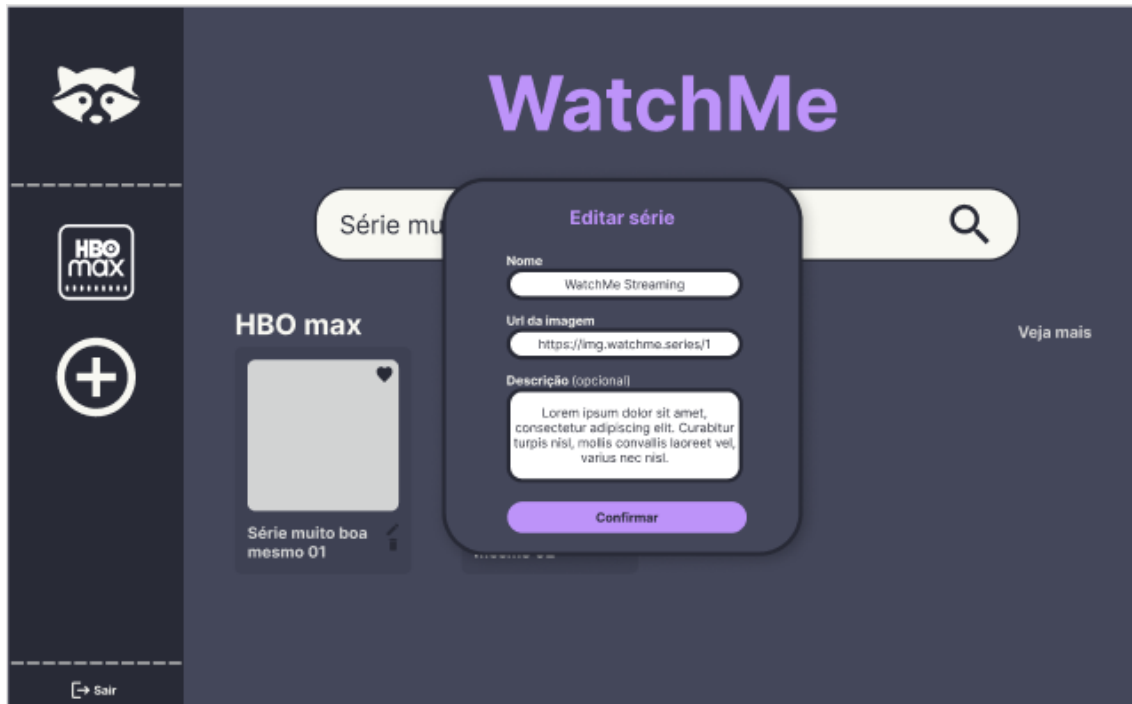 WatchMe
Série mu
Editar série
Nome
WatchMe Streaming
Url da imagem
https://img.watchme.series/1
Descrição (opcional)
Lorem ipsum dolor sit amet,
consectetur adipiscing elit. Curabitur
turpis nisl, mollis convallis laoreet vel,
varius nec nisl.
Confirmar
HBO
max
HBO max
Veja mais
Série muito boa
mesmo 01
Sair